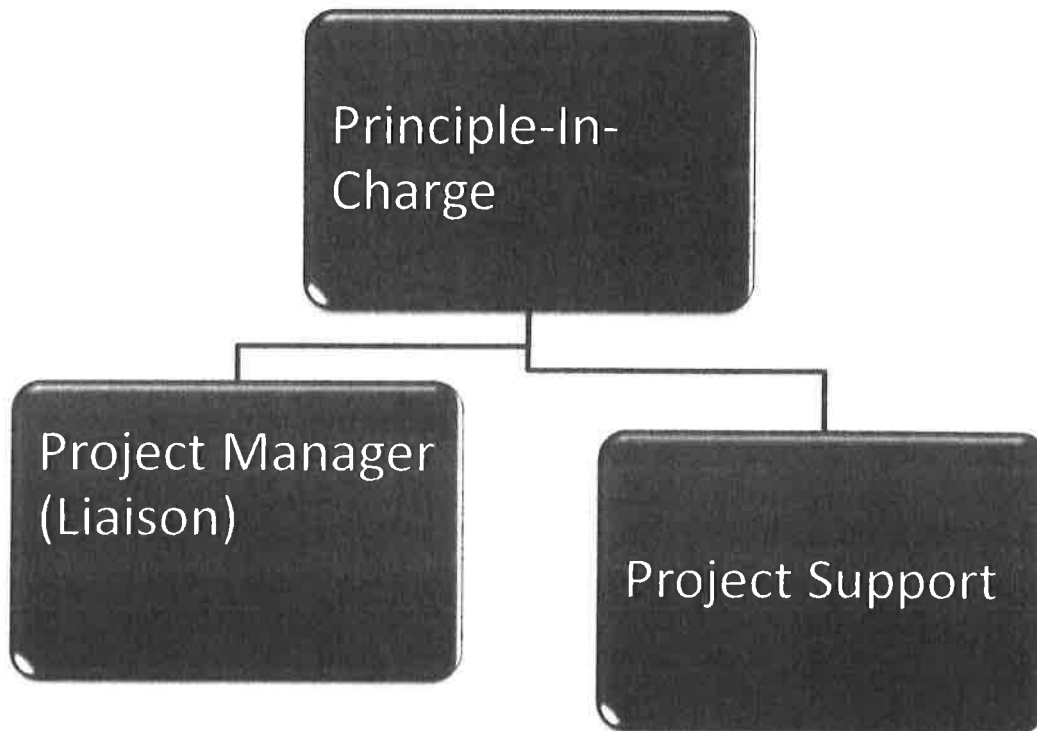 Principle-In-
Charge
Project Manager
(Liaison)
Project Support